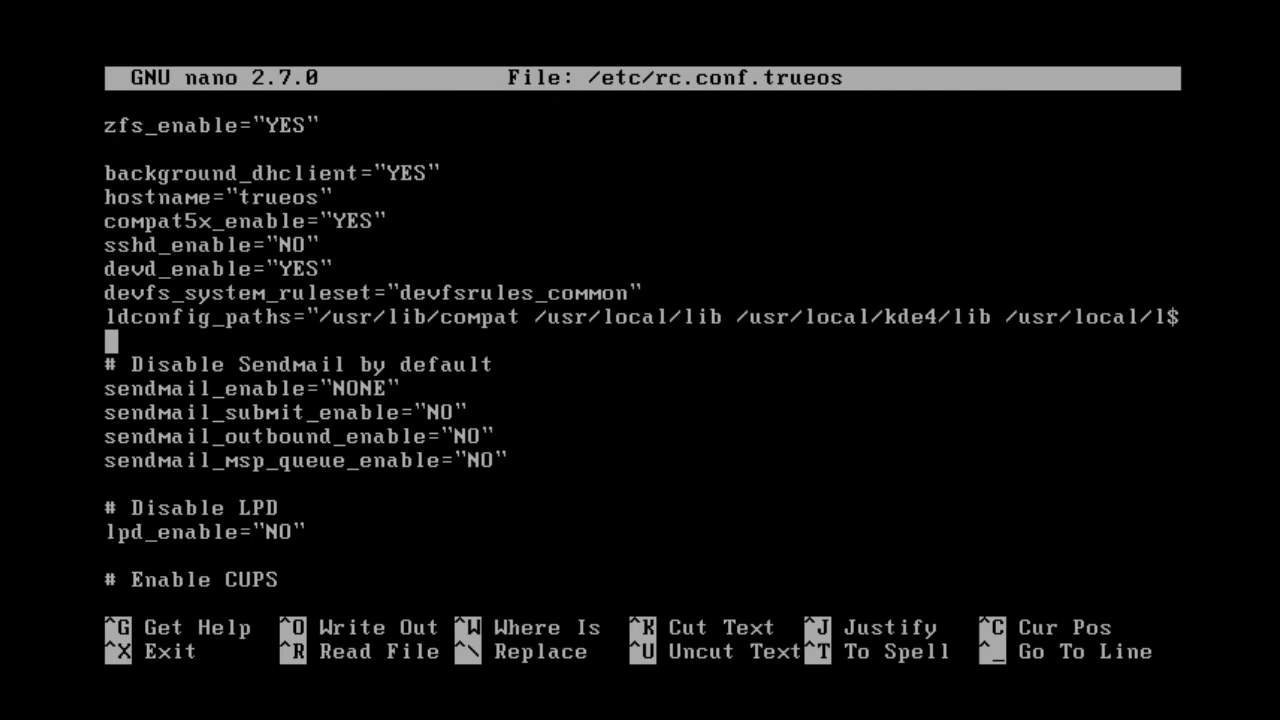 GNU nano 2.7.0 File: /etc/rc.conf.trueos
zfs_enable="YES"
background_dhclient="YES"
hostname="trueos"
compat5x_enable="YES"
sshd_enable="NO"
devd_enable="YES"
devfs_system_ruleset="devfsrules_common"
ldconfig_paths="/usr/lib/compat /usr/local/lib /usr/local/kde4/lib /usr/local/l$
# Disable Sendmail by default
sendmail_enable="NONE"
sendmail_submit_enable="NO"
sendmail_outbound_enable="NO"
sendmail_msp_queue_enable="NO"
# Disable LPD
lpd_enable="NO"
# Enable CUPS
^G Get Help ^O Write Out ^W Where Is ^K Cut Text ^J Justify ^C Cur Pos
^X Exit ^R Read File ^\ Replace ^U Uncut Text ^T To Spell ^_ Go To Line